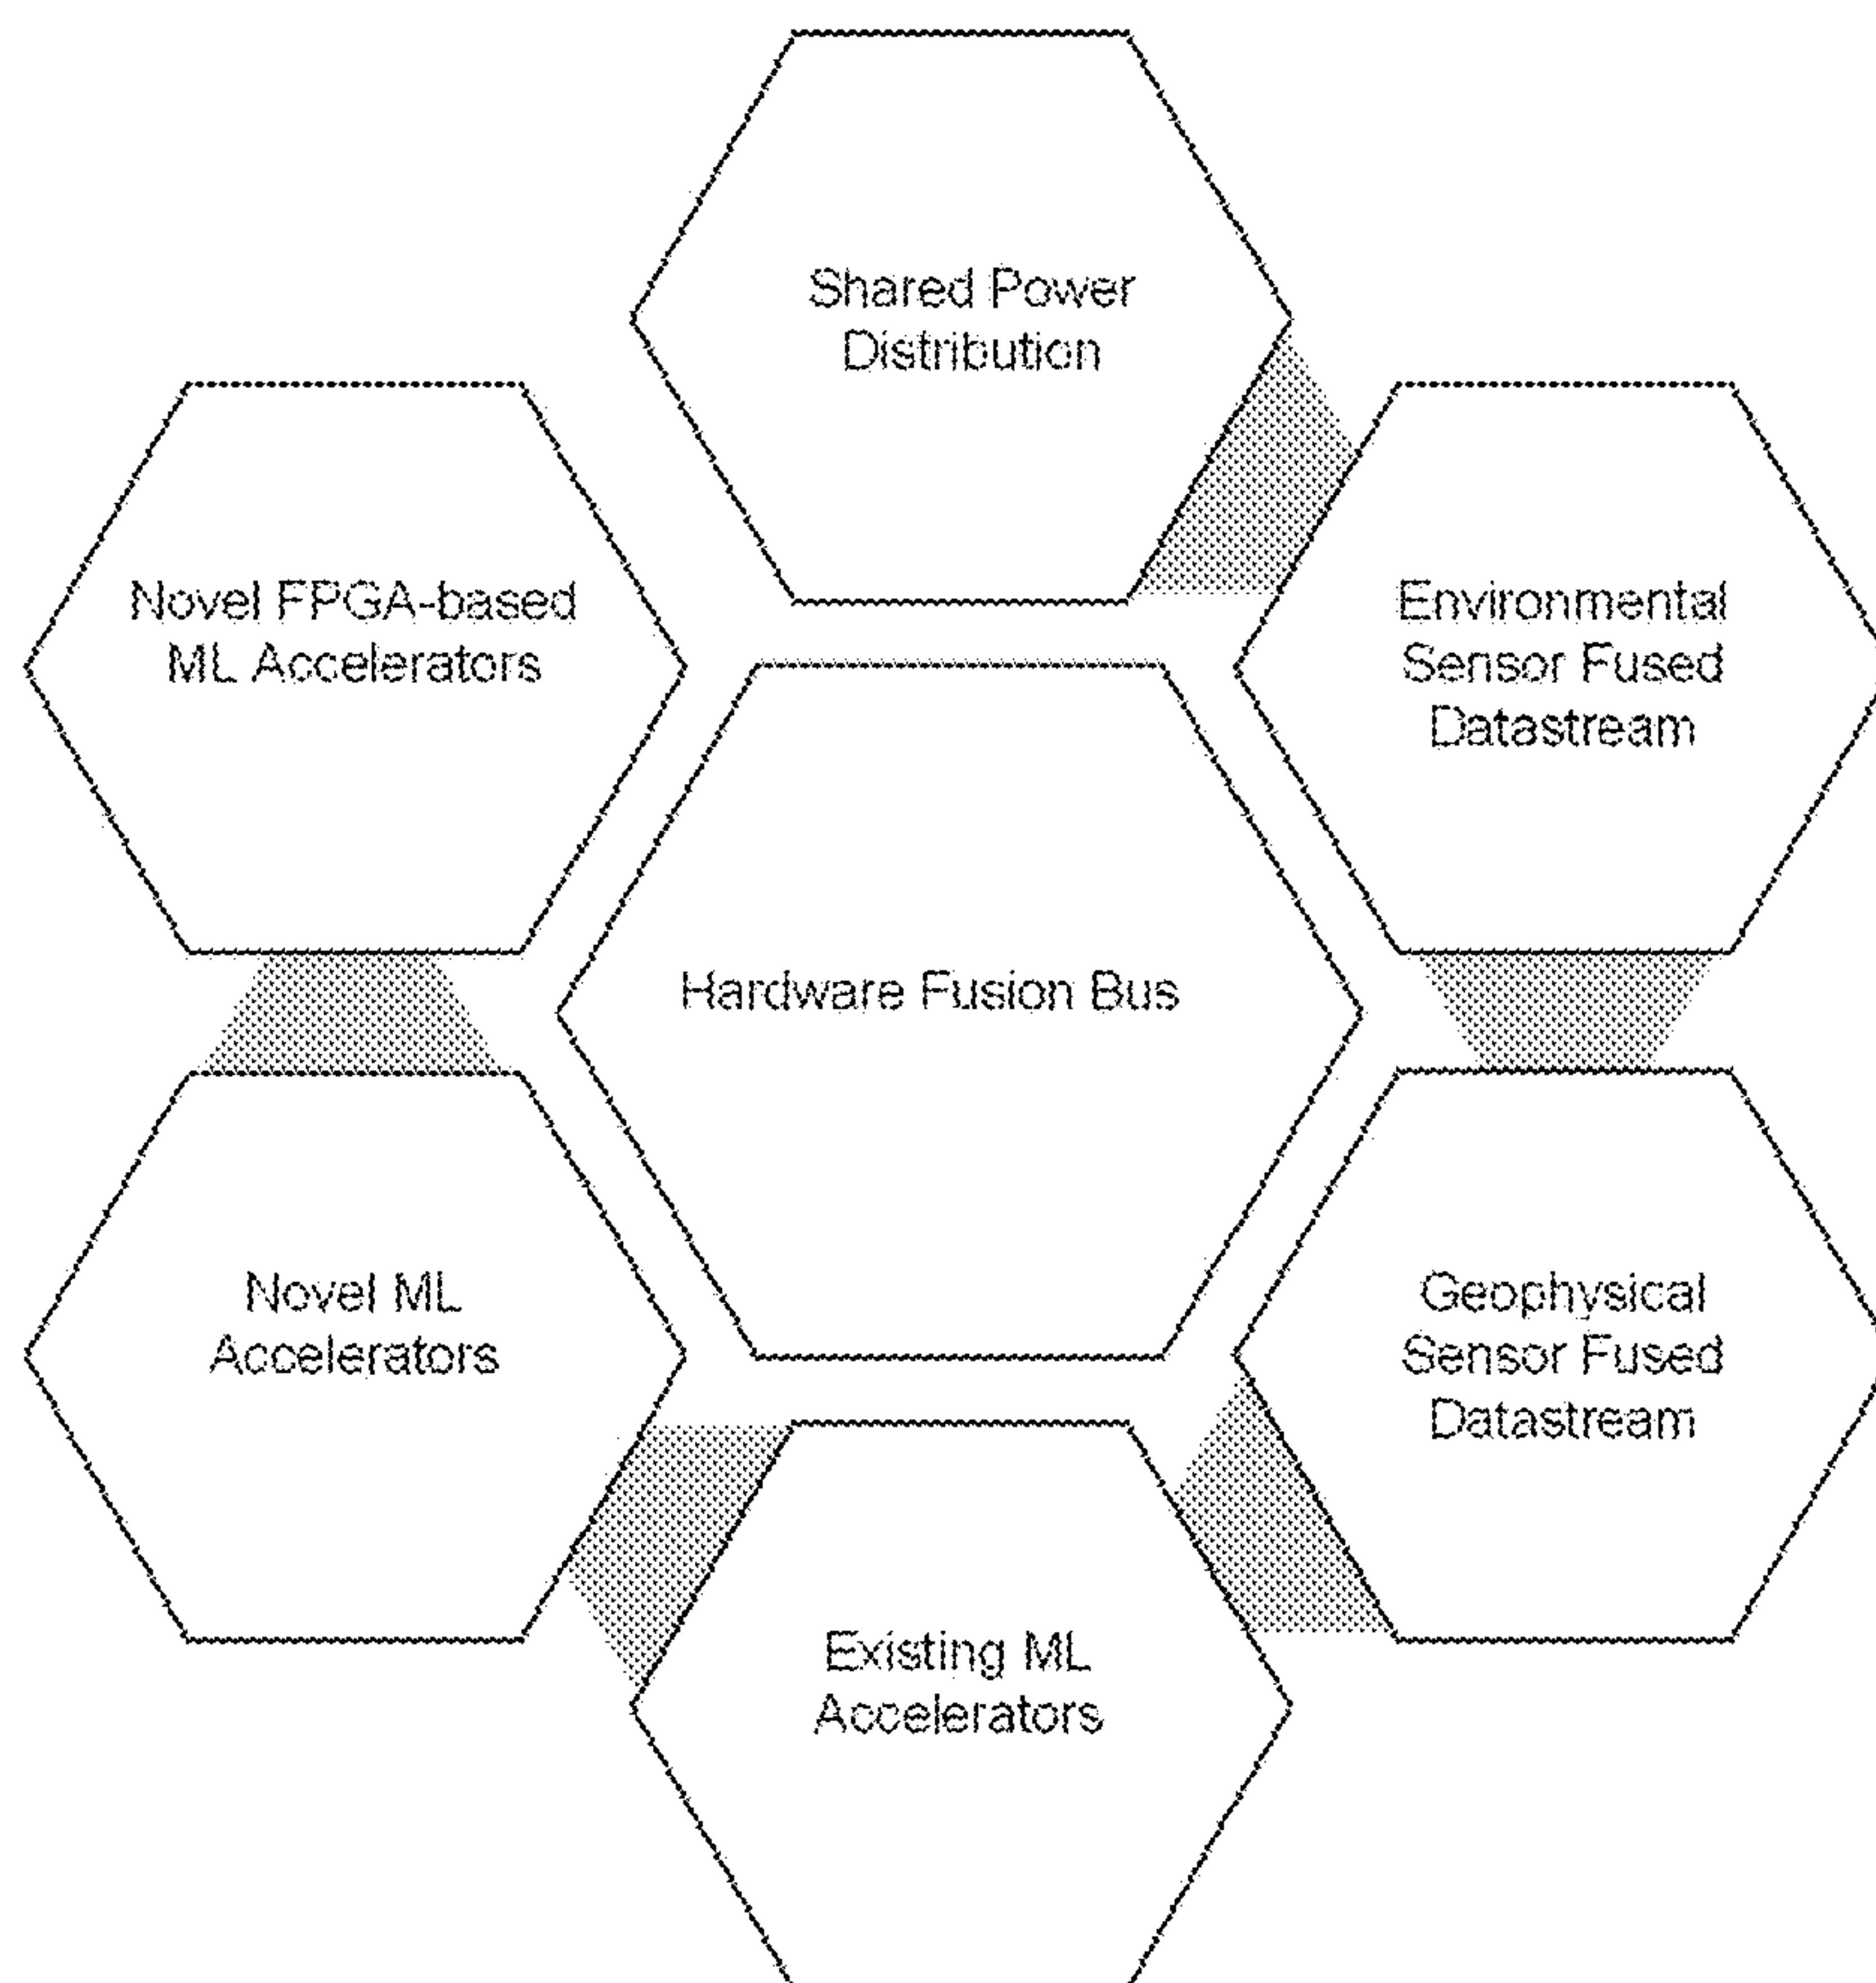 Shared Power
Distribution
Novel FPGA-based
ML Accelerators
Environmental
Sensor Fused
Datastream
Hardware Fusion Bus
Novel ML
Accelerators
Geophysical
Sensor Fused
Datastream
Existing ML
Accelerators